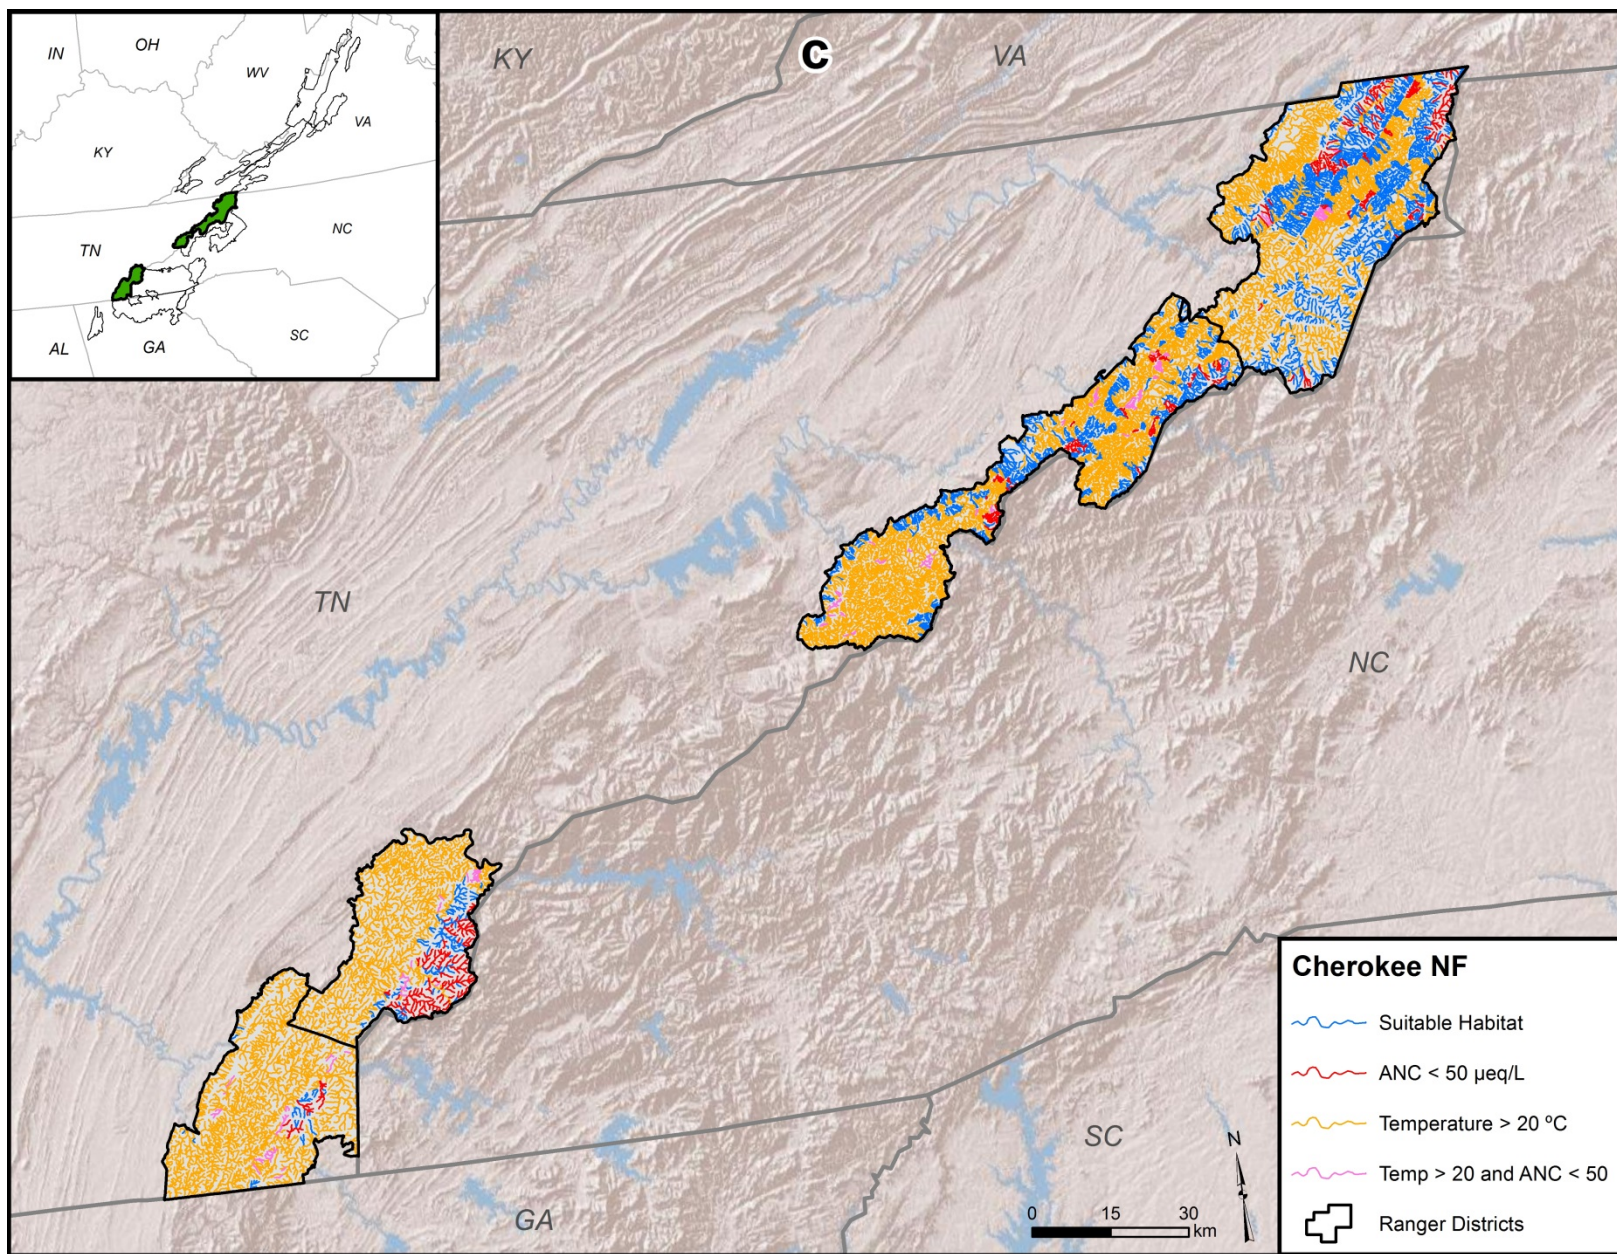 IN
OH
WV
VA
KY
TN
NC
SC
AL
GA
KY
C
VA
TN
NC
SC
GA
N
0 15 30
km
Cherokee NF
Suitable Habitat
ANC < 50 µeq/L
Temperature > 20 ºC
Temp > 20 and ANC < 50
Ranger Districts